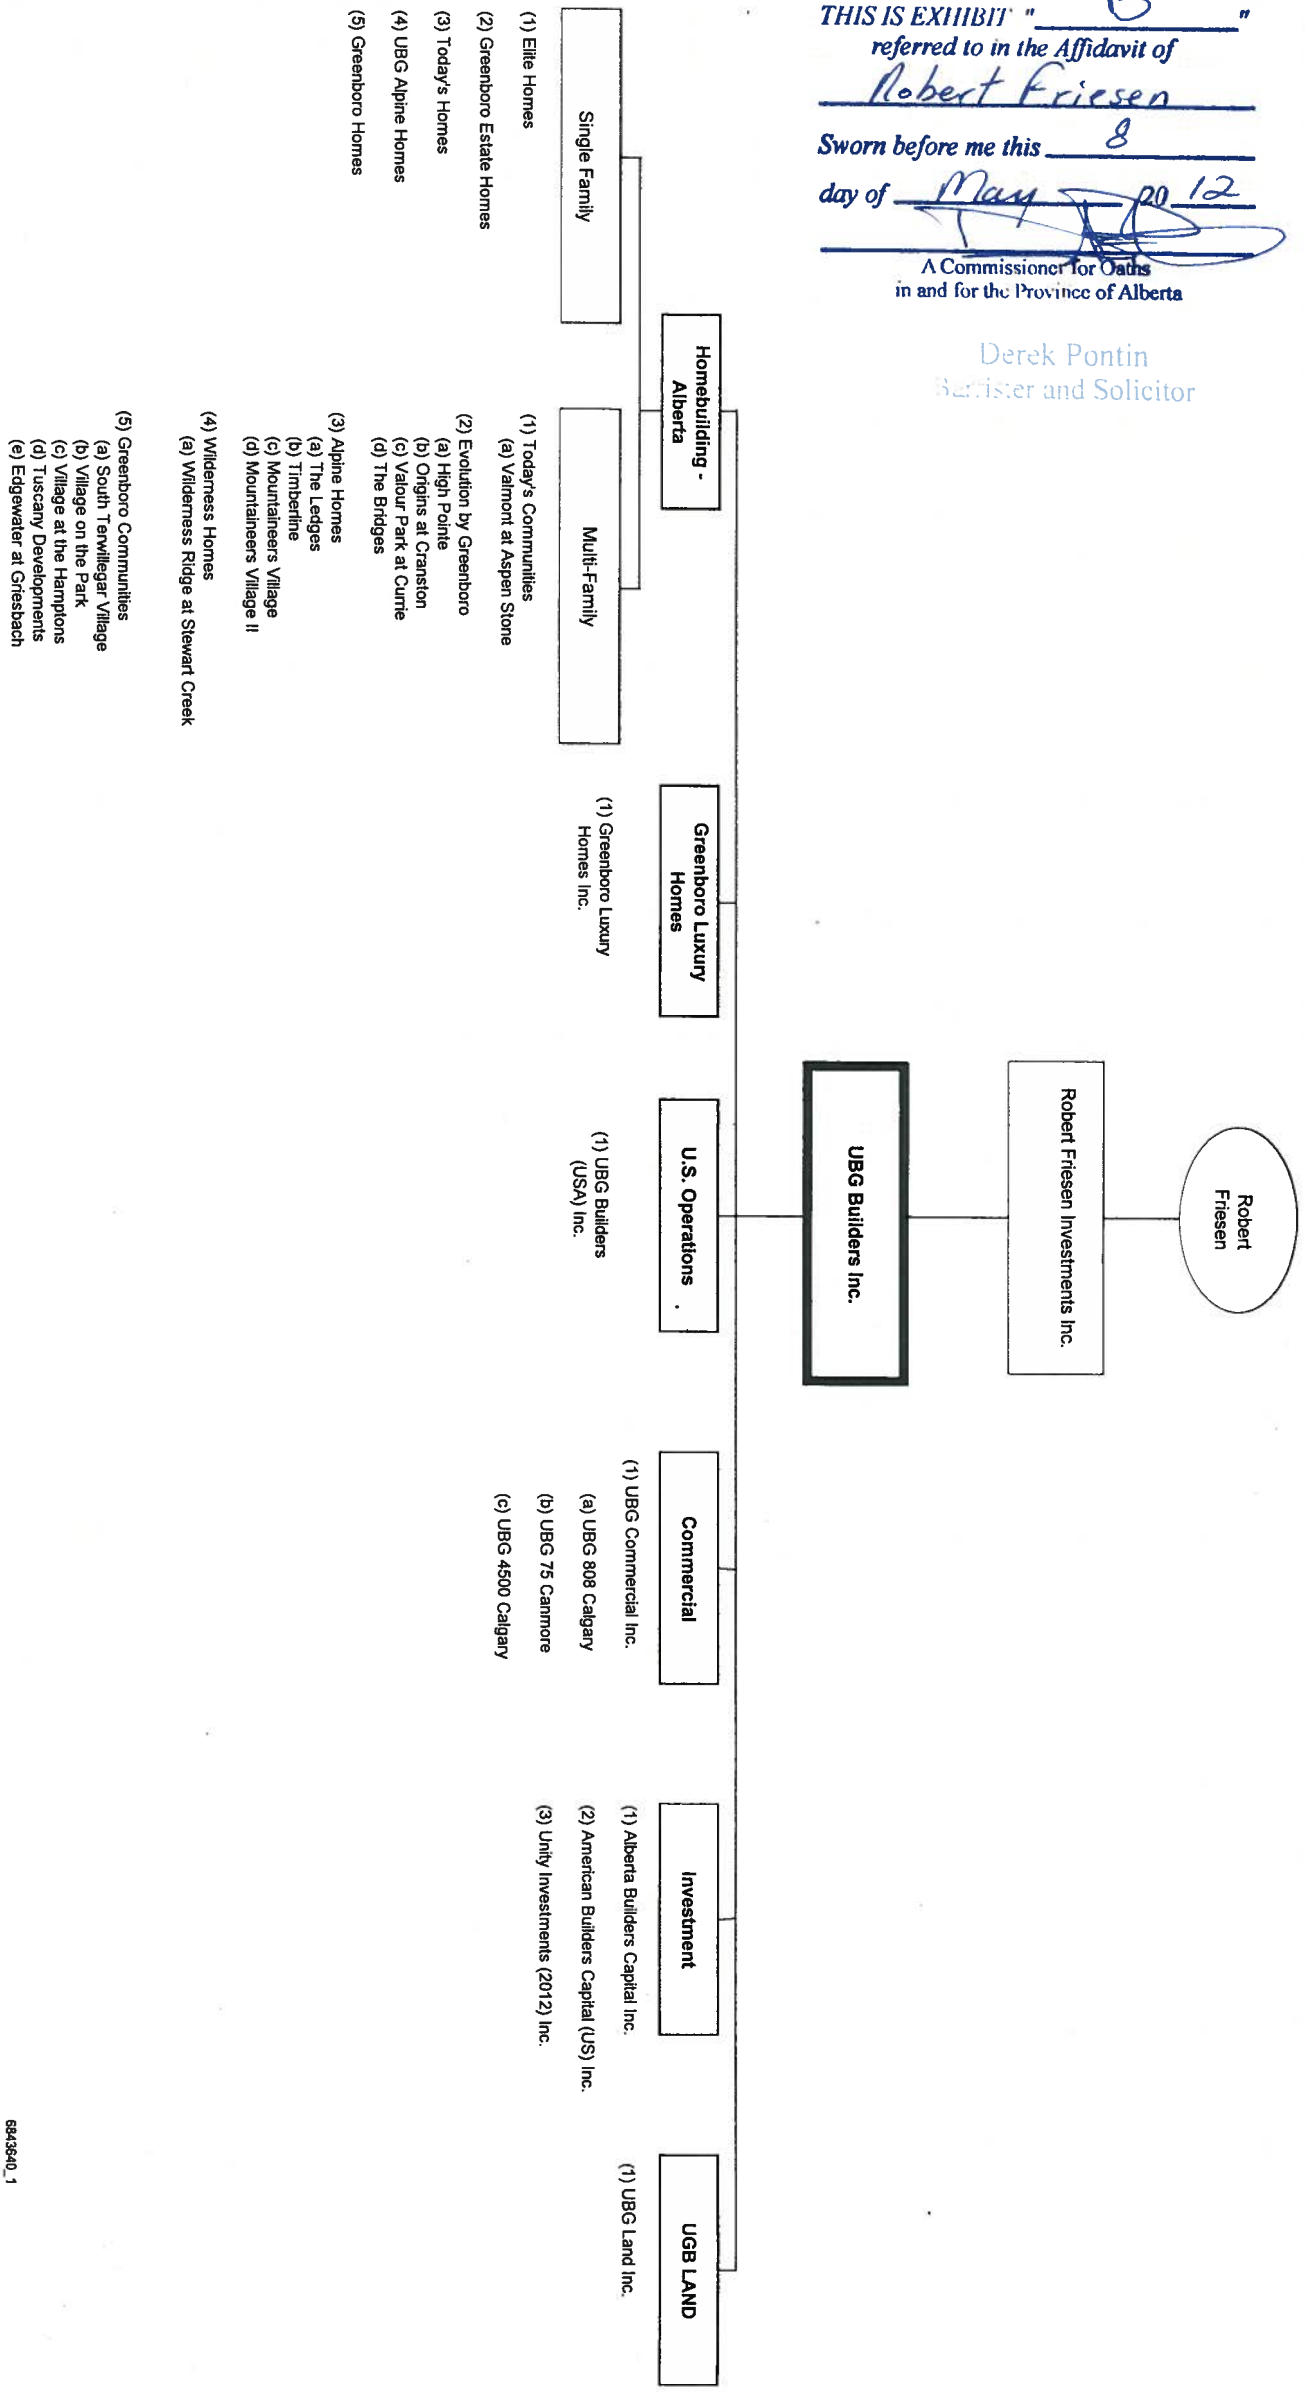 THIS IS EXHIBIT "B"
referred to in the Affidavit of
Robert Friesen
Sworn before me this 8
day of May 20 12
A Commissioner for Oaths
in and for the Province of Alberta
Derek Pontin
Barrister and Solicitor
Robert
Friesen
Robert Friesen Investments Inc.
UBG Builders Inc.
Homebuilding -
Alberta
Single Family
(1) Elite Homes
(2) Greenboro Estate Homes
(3) Today's Homes
(4) UBG Alpine Homes
(5) Greenboro Homes
Multi-Family
(1) Today's Communities
(a) Valmont at Aspen Stone
(2) Evolution by Greenboro
(a) High Pointe
(b) Origins at Cranston
(c) Valour Park at Currie
(d) The Bridges
(3) Alpine Homes
(a) The Ledges
(b) Timberline
(c) Mountaineers Village
(d) Mountaineers Village II
(4) Wilderness Homes
(a) Wilderness Ridge at Stewart Creek
(5) Greenboro Communities
(a) South Terwillegar Village
(b) Village on the Park
(c) Village at the Hamptons
(d) Tuscany Developments
(e) Edgewater at Griesbach
Greenboro Luxury
Homes
(1) Greenboro Luxury
Homes Inc.
U.S. Operations
(1) UBG Builders
(USA) Inc.
Commercial
(1) UBG Commercial Inc.
(a) UBG 808 Calgary
(b) UBG 75 Canmore
(c) UBG 4500 Calgary
Investment
(1) Alberta Builders Capital Inc.
(2) American Builders Capital (US) Inc.
(3) Unity Investments (2012) Inc.
UGB LAND
(1) UBG Land Inc.
6843640_1